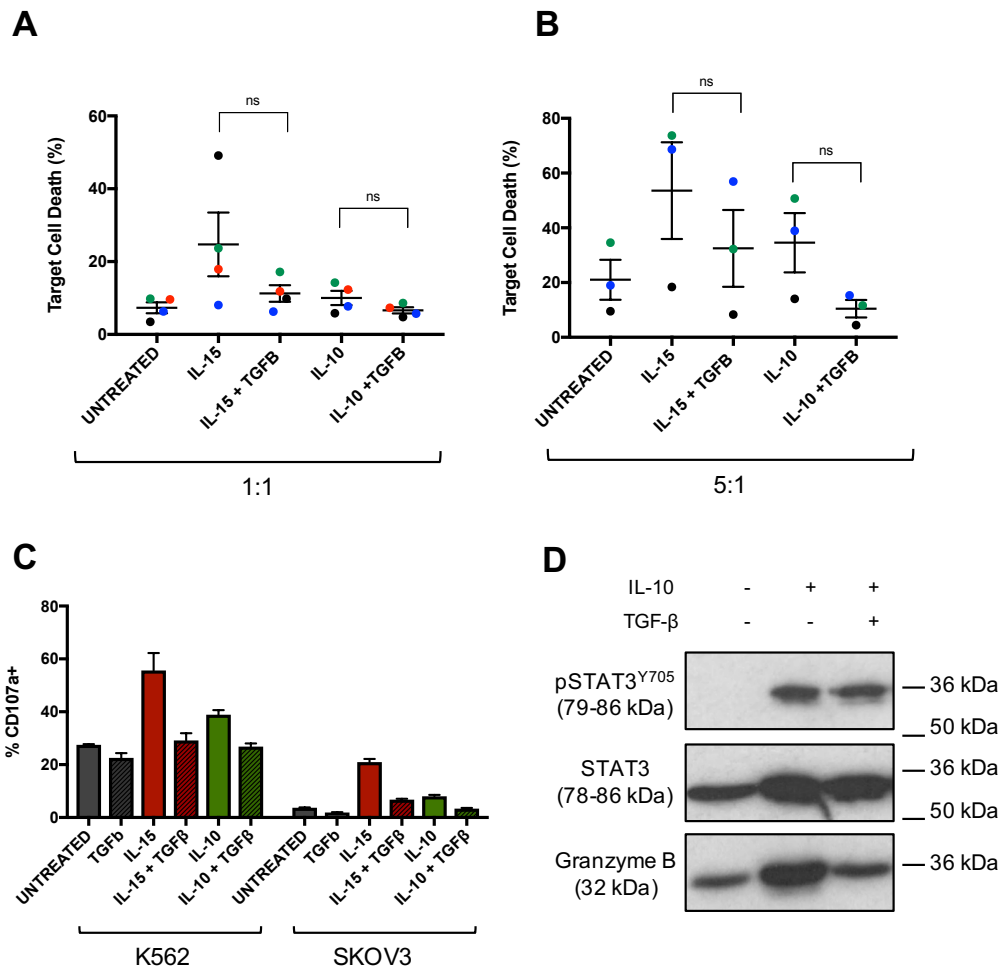 A
Target Cell Death (%)
60
40
20
0
ns
ns
UNTREATED
IL-15
IL-15 + TGFB
IL-10
IL-10 +TGFB
1:1
B
Target Cell Death (%)
80
60
40
20
0
ns
ns
UNTREATED
IL-15
IL-15 + TGFB
IL-10
IL-10 +TGFB
5:1
C
% CD107a+
80
60
40
20
0
UNTREATED
TGFb
IL-15
IL-15 + TGFβ
IL-10
IL-10 + TGFβ
UNTREATED
TGFb
IL-15
IL-15 + TGFβ
IL-10
IL-10 + TGFβ
K562
SKOV3
D
IL-10 - + +
TGF-β - - +
pSTAT3Y705
(79-86 kDa)
36 kDa
50 kDa
STAT3
(78-86 kDa)
36 kDa
50 kDa
Granzyme B
(32 kDa)
36 kDa